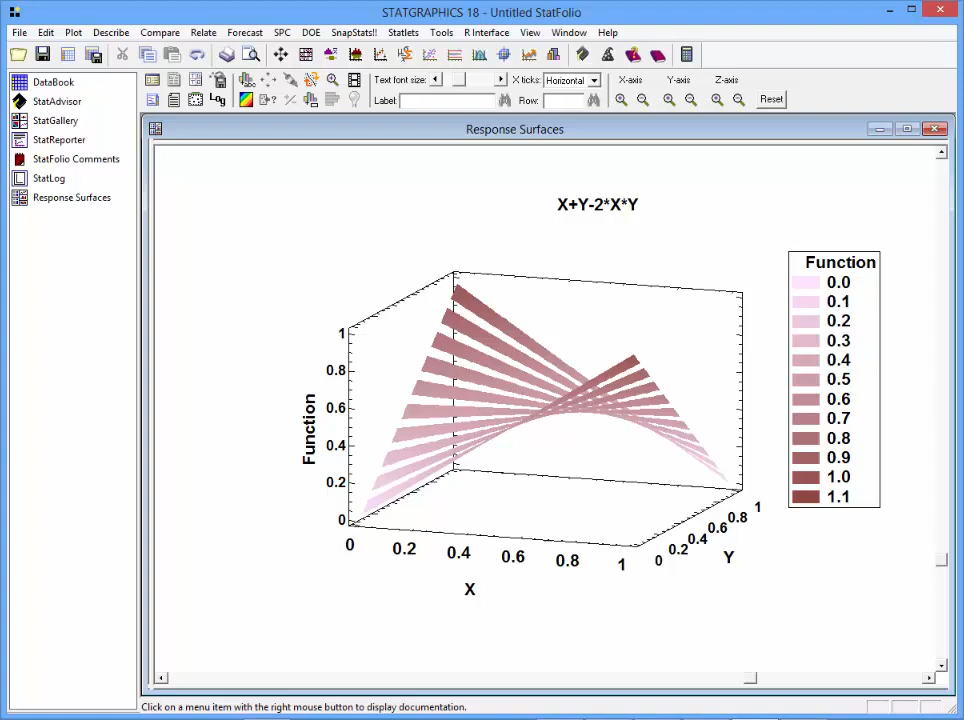 STATGRAPHICS 18 - Untitled StatFolio
File Edit Plot Describe Compare Relate Forecast SPC DOE SnapStats!! Statlets Tools R Interface View Window Help
Text font size: X ticks: Horizontal X-axis Y-axis Z-axis
Log Label: Row: Reset
DataBook
StatAdvisor
StatGallery
StatReporter
StatFolio Comments
StatLog
Response Surfaces
Response Surfaces
X+Y-2*X*Y
Function
0.0
0.1
0.2
0.3
0.4
0.5
0.6
0.7
0.8
0.9
1.0
1.1
Function
1
0.8
0.6
0.4
0.2
0
0 0.2 0.4 0.6 0.8 1
X
0 0.2 0.4 0.6 0.8 1
Y
Click on a menu item with the right mouse button to display documentation.